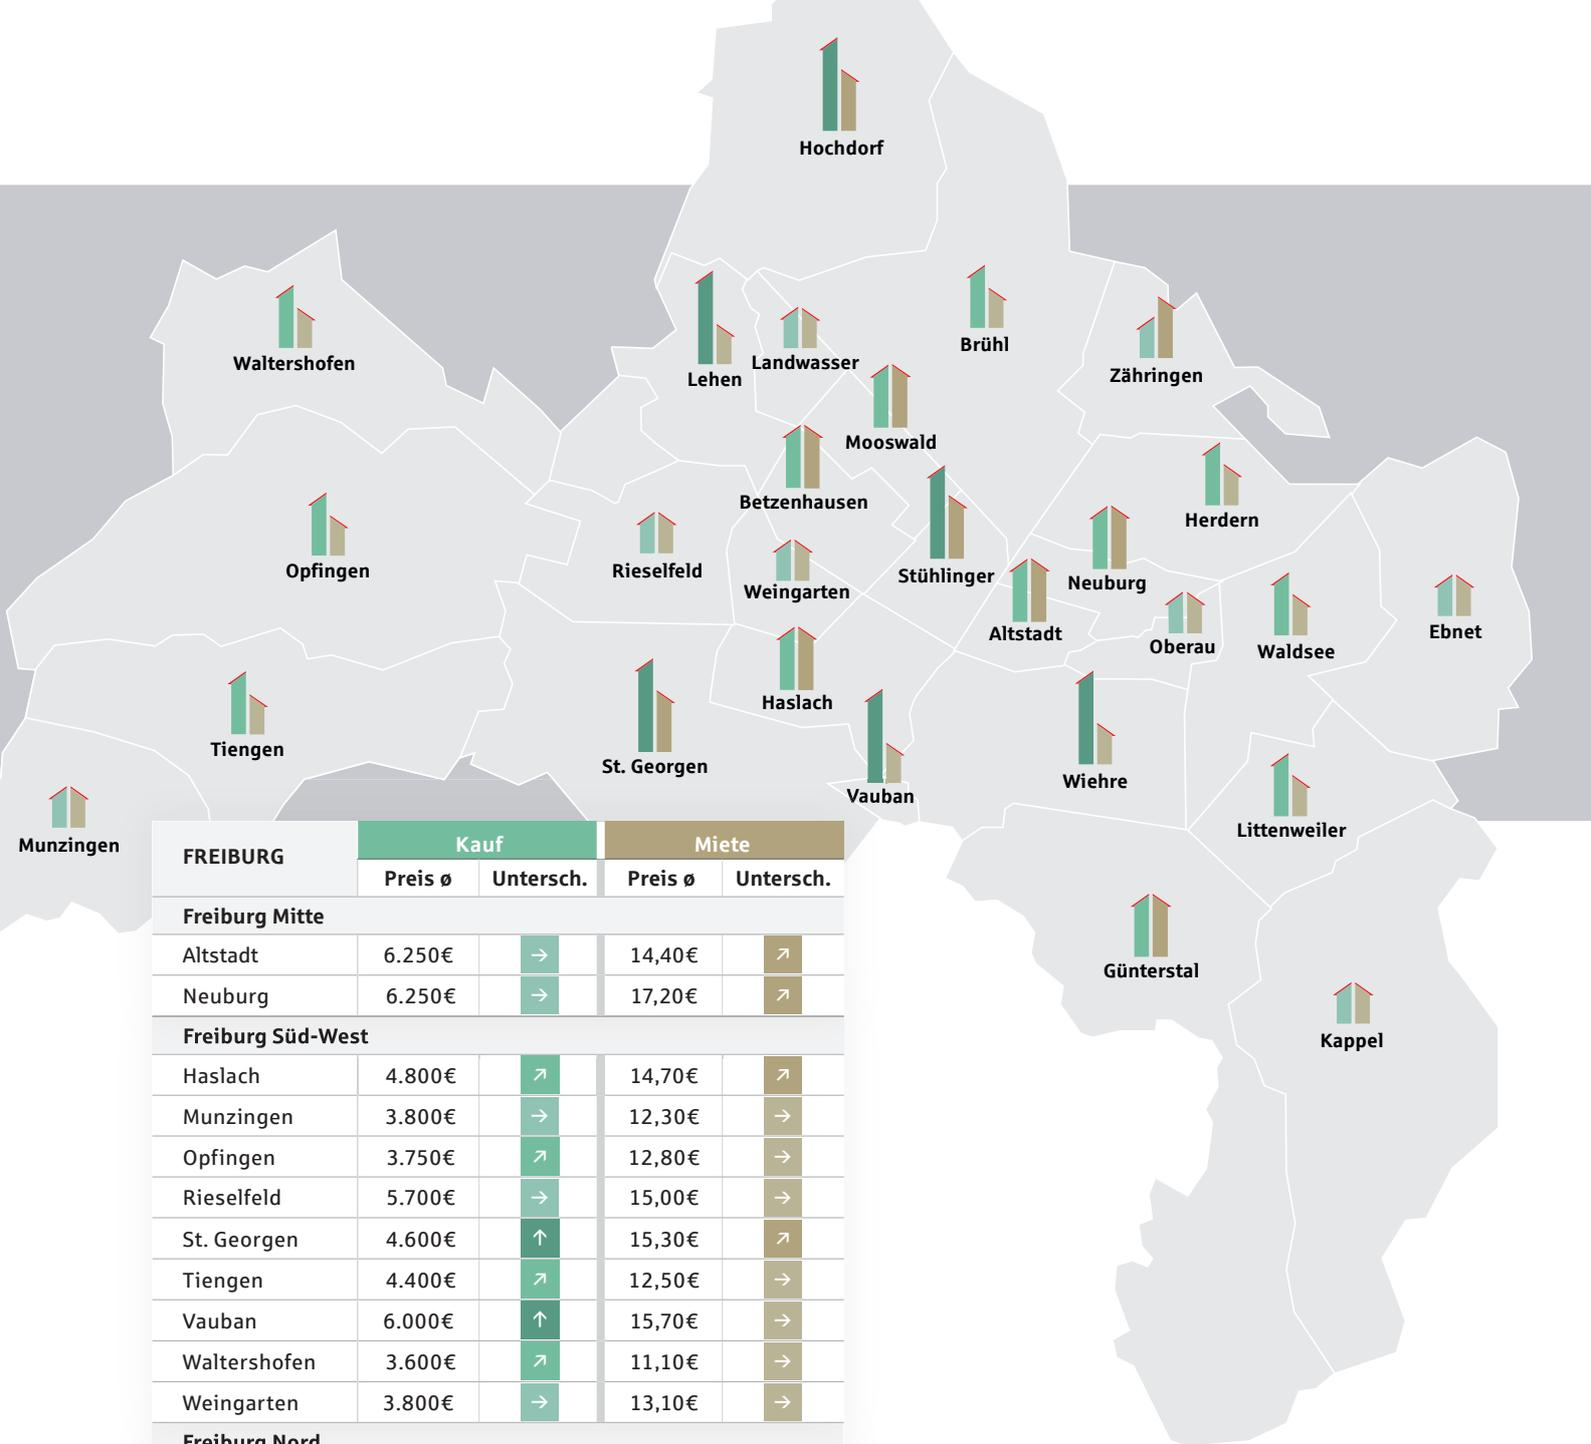 Hochdorf
Waltershofen
Lehen
Landwasser
Brühl
Zähringen
Mooswald
Betzenhausen
Herdern
Opfingen
Rieselfeld
Weingarten
Stühlinger
Neuburg
Altstadt
Oberau
Waldsee
Ebnet
Tiengen
Haslach
St. Georgen
Vauban
Wiehre
Munzingen
Littenweiler
Günterstal
Kappel
FREIBURG Kauf Miete
Preis ø Untersch. Preis ø Untersch.
Freiburg Mitte
Altstadt 6.250€ → 14,40€ ↗
Neuburg 6.250€ → 17,20€ ↗
Freiburg Süd-West
Haslach 4.800€ ↗ 14,70€ ↗
Munzingen 3.800€ → 12,30€ →
Opfingen 3.750€ ↗ 12,80€ →
Rieselfeld 5.700€ → 15,00€ →
St. Georgen 4.600€ ↑ 15,30€ ↗
Tiengen 4.400€ ↗ 12,50€ →
Vauban 6.000€ ↑ 15,70€ →
Waltershofen 3.600€ ↗ 11,10€ →
Weingarten 3.800€ → 13,10€ →
Freiburg Nord